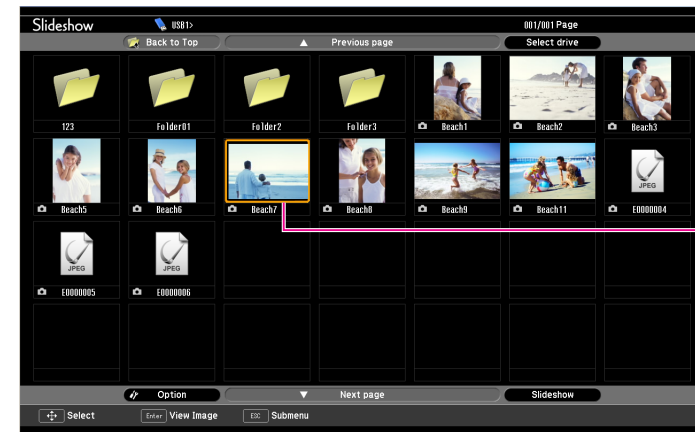 Slideshow USB1> 001/001 Page
Back to Top Previous page Select drive
123 Folder01 Folder2 Folder3 Beach1 Beach2 Beach3
JPEG
Beach5 Beach6 Beach7 Beach8 Beach9 Beach11 E0000004
JPEG JPEG
E0000005 E0000006
Option Next page Slideshow
Select Enter View Image ESC Submenu